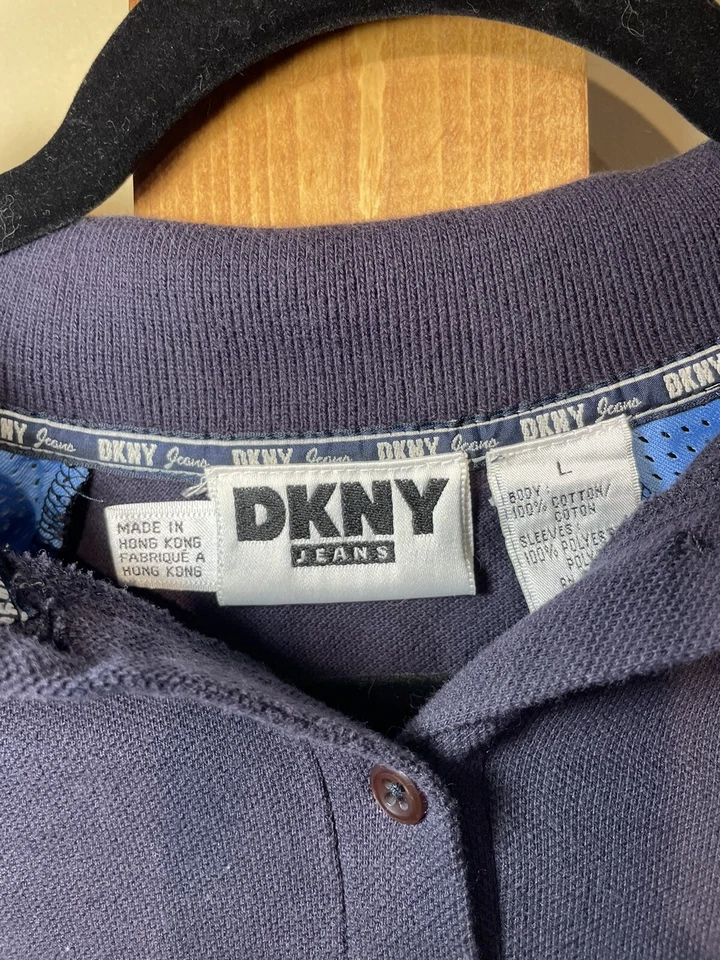 DKNY Jeans DKNY Jeans DKNY Jeans DKNY Jeans DKNY
DKNY
JEANS
MADE IN
HONG KONG
FABRIQUÉ A
HONG KONG
L
BODY:
100% COTTON/
COTON
SLEEVES:
100%